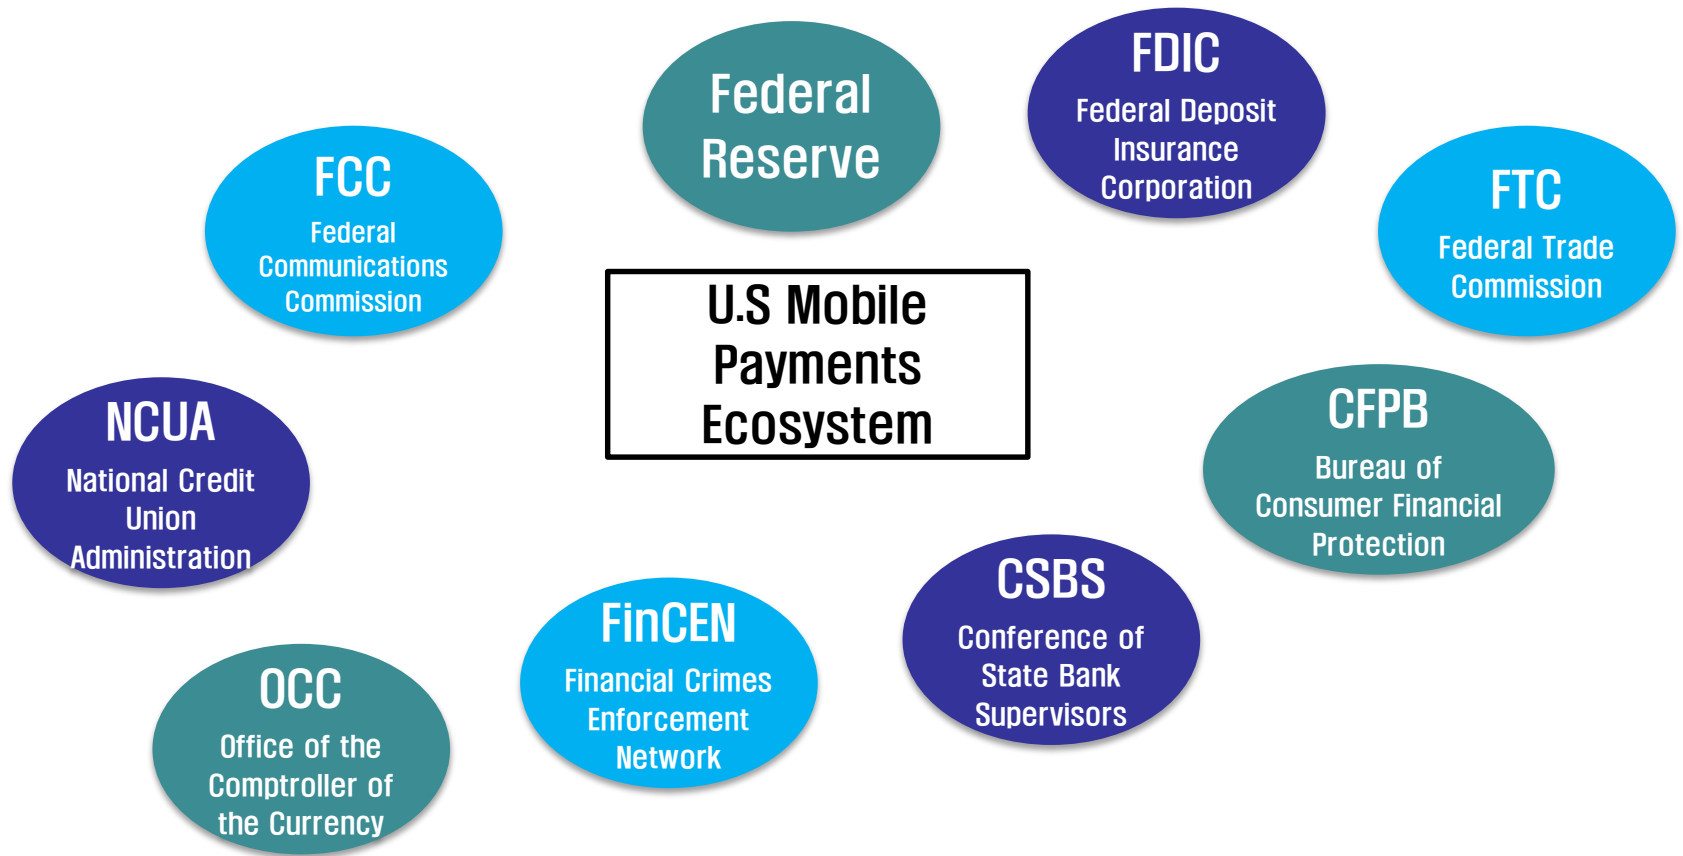 Federal
Reserve
FDIC
Federal Deposit
Insurance
Corporation
FCC
Federal
Communications
Commission
FTC
Federal Trade
Commission
U.S Mobile
Payments
Ecosystem
NCUA
National Credit
Union
Administration
CFPB
Bureau of
Consumer Financial
Protection
CSBS
Conference of
State Bank
Supervisors
FinCEN
Financial Crimes
Enforcement
Network
OCC
Office of the
Comptroller of
the Currency